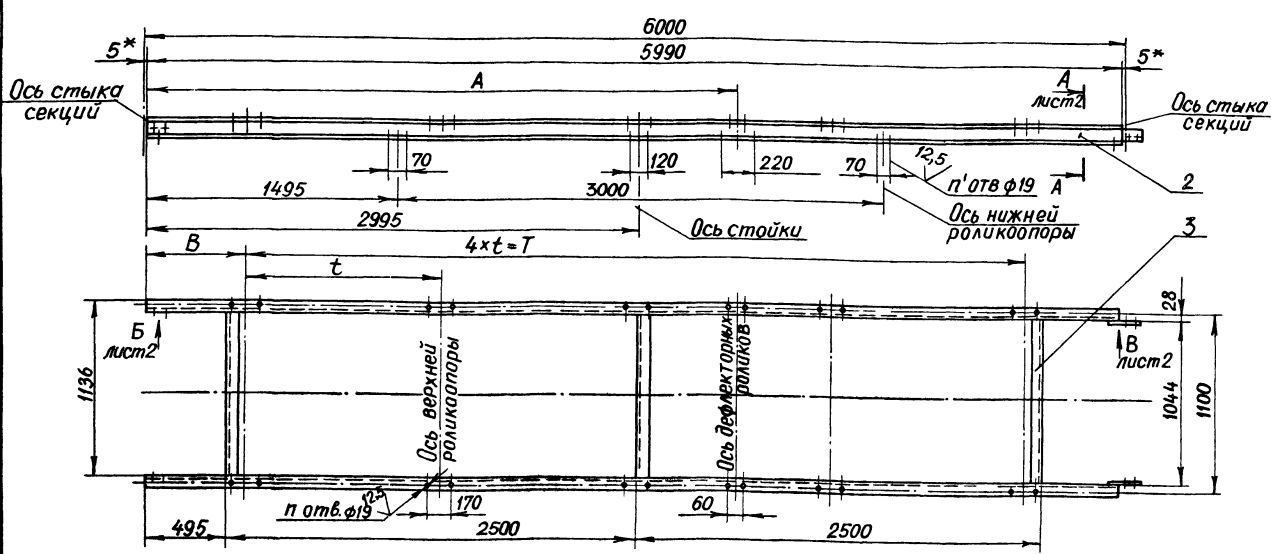 6000
5*
5990
5*
А
А
лист2
Ось стыка
секций
Ось стыка
секций
70
120
220
70
12,5
n' отв ф19
А
2
1495
3000
2995
Ось стойки
Ось нижней
роликоопоры
В
4×t=T
3
t
28
Б
лист2
В
лист2
1136
Ось верхней
роликоопоры
Ось дефлекторных
роликов
1044
1100
n отв. ф19
12,5
170
60
495
2500
2500